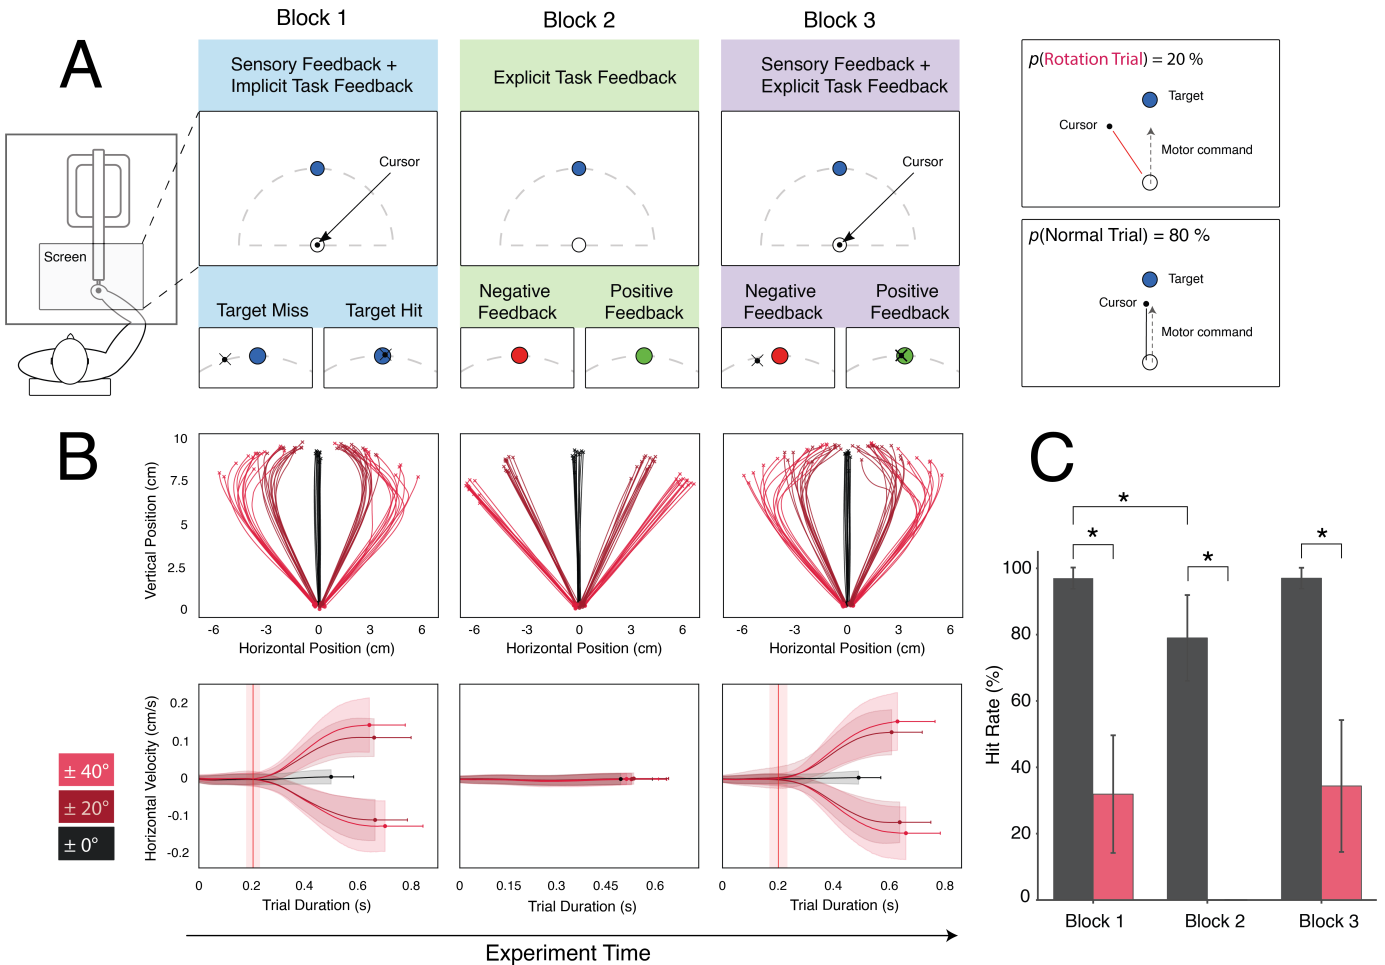 A
Block 1
Block 2
Block 3
Sensory Feedback +
Implicit Task Feedback
Explicit Task Feedback
Sensory Feedback +
Explicit Task Feedback
Screen
Cursor
Cursor
Target Miss
Target Hit
Negative
Feedback
Positive
Feedback
Negative
Feedback
Positive
Feedback
p(Rotation Trial) = 20 %
Target
Cursor
Motor command
p(Normal Trial) = 80 %
Target
Cursor
Motor command
B
Vertical Position (cm)
10
7.5
5
2.5
0
-6 -3 0 3 6
Horizontal Position (cm)
-6 -3 0 3 6
Horizontal Position (cm)
-6 -3 0 3 6
Horizontal Position (cm)
± 40°
± 20°
± 0°
Horizontal Velocity (cm/s)
0.2
0.1
0
-0.1
-0.2
0 0.2 0.4 0.6 0.8
Trial Duration (s)
0 0.15 0.3 0.45 0.6
Trial Duration (s)
0 0.2 0.4 0.6 0.8
Trial Duration (s)
Experiment Time
C
*
*
*
*
Hit Rate (%)
100
80
60
40
20
0
Block 1
Block 2
Block 3